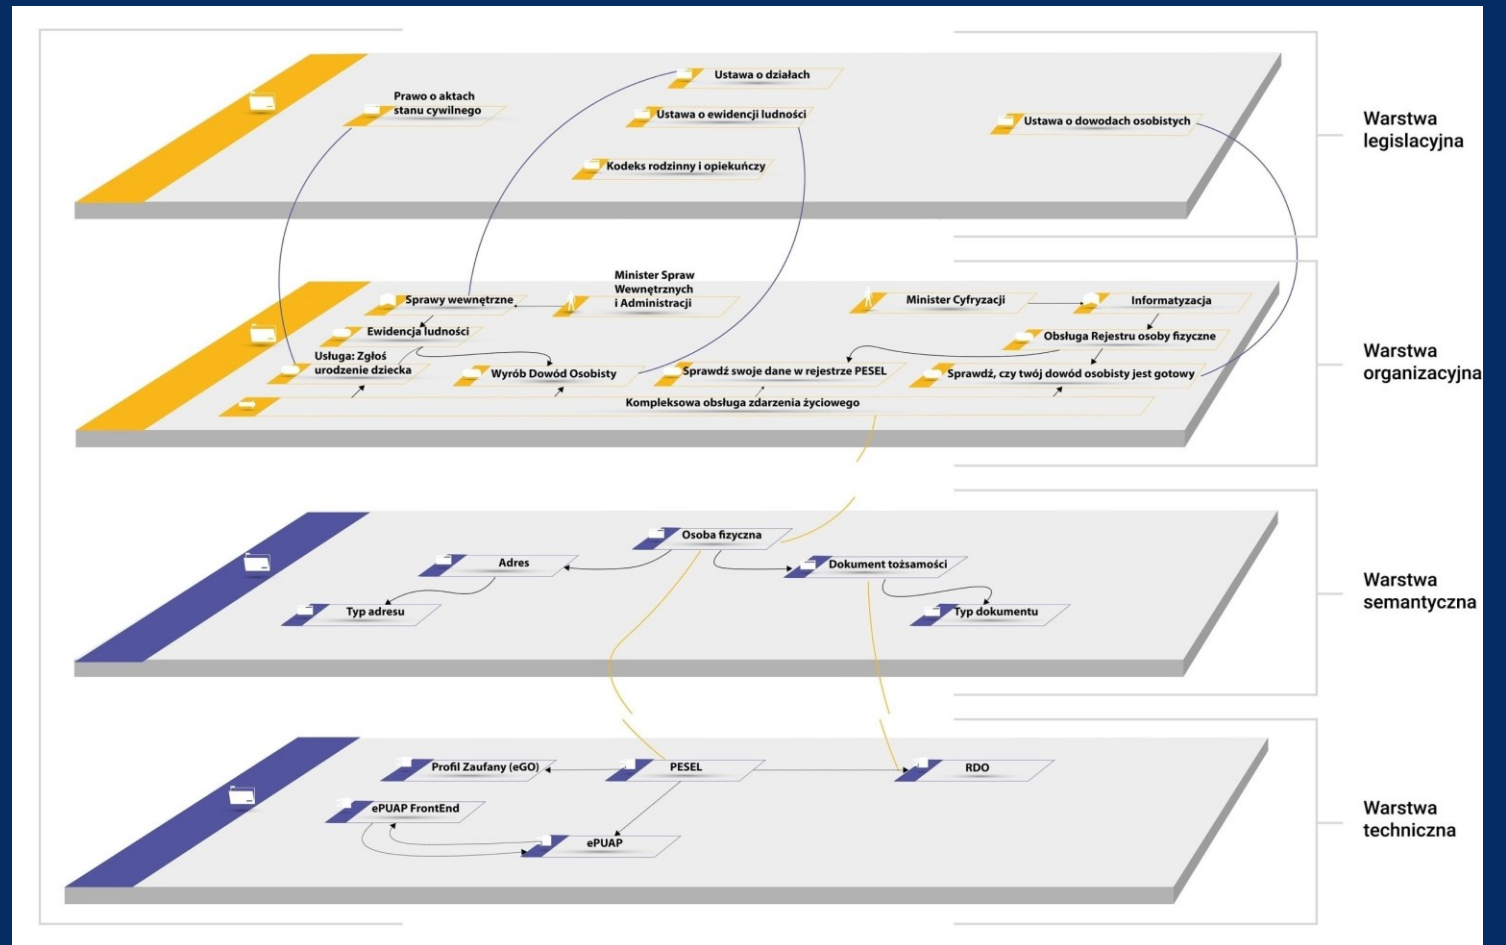 Prawo o aktach
stanu cywilnego
Ustawa o działach
Ustawa o ewidencji ludności
Ustawa o dowodach osobistych
Kodeks rodzinny i opiekuńczy
Warstwa
legislacyjna
Minister Spraw
Wewnętrznych
i Administracji
Sprawy wewnętrzne
Minister Cyfryzacji
Informatyzacja
Ewidencja ludności
Obsługa Rejestru osoby fizyczne
Usługa: Zgłoś
urodzenie dziecka
Wyrób Dowód Osobisty
Sprawdź swoje dane w rejestrze PESEL
Sprawdź, czy twój dowód osobisty jest gotowy
Kompleksowa obsługa zdarzenia życiowego
Warstwa
organizacyjna
Osoba fizyczna
Adres
Dokument tożsamości
Typ adresu
Typ dokumentu
Warstwa
semantyczna
Profil Zaufany (eGO)
PESEL
RDO
ePUAP FrontEnd
ePUAP
Warstwa
techniczna